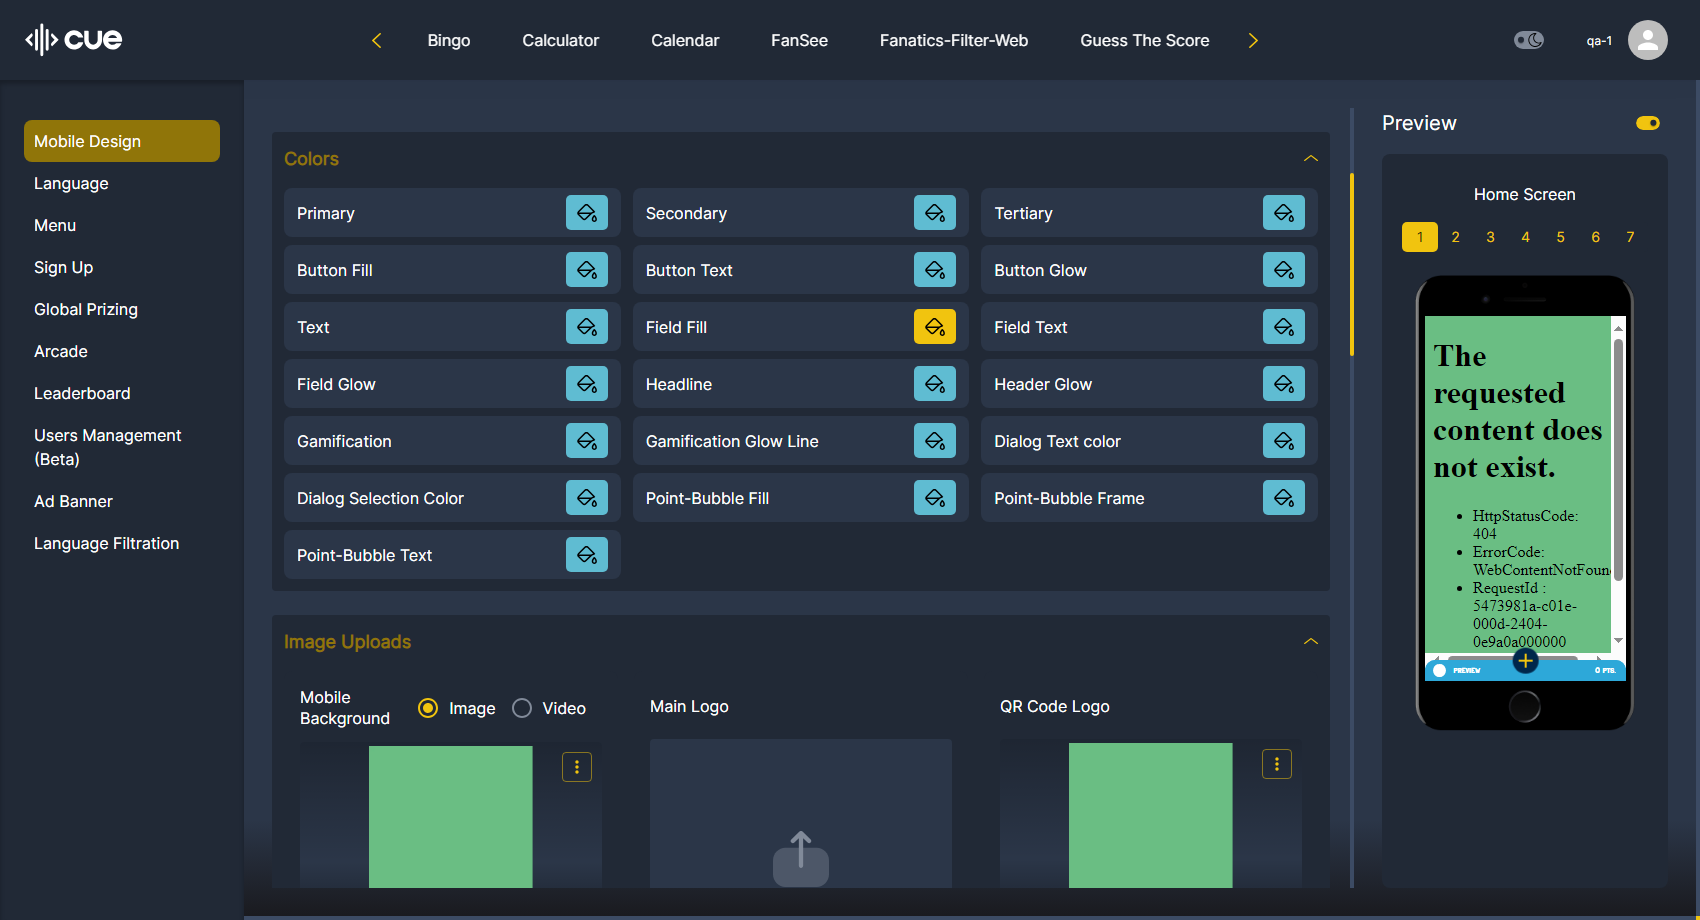 cue
Bingo
Calculator
Calendar
FanSee
Fanatics-Filter-Web
Guess The Score
qa-1
Mobile Design
Language
Menu
Sign Up
Global Prizing
Arcade
Leaderboard
Users Management
(Beta)
Ad Banner
Language Filtration
Colors
Primary
Secondary
Tertiary
Button Fill
Button Text
Button Glow
Text
Field Fill
Field Text
Field Glow
Headline
Header Glow
Gamification
Gamification Glow Line
Dialog Text color
Dialog Selection Color
Point-Bubble Fill
Point-Bubble Frame
Point-Bubble Text
Image Uploads
Mobile
Background
Image
Video
Main Logo
QR Code Logo
Preview
Home Screen
1 2 3 4 5 6 7
The
requested
content does
not exist.
HttpStatusCode:
404
ErrorCode:
WebContentNotFoun
RequestId :
5473981a-c01e-
000d-2404-
0e9a0a000000
PREVIEW
0 PTS.